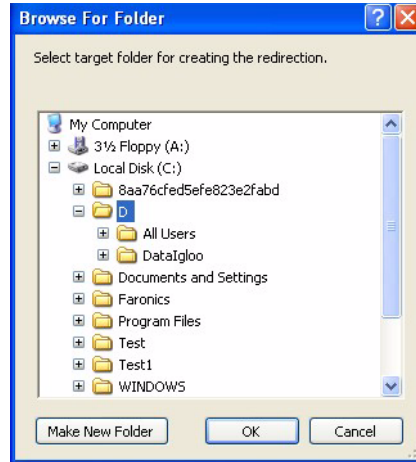 Browse For Folder
Select target folder for creating the redirection.
My Computer
3½ Floppy (A:)
Local Disk (C:)
8aa76cfed5efe823e2fabd
D
All Users
DataIgloo
Documents and Settings
Faronics
Program Files
Test
Test1
WINDOWS
Make New Folder
OK
Cancel